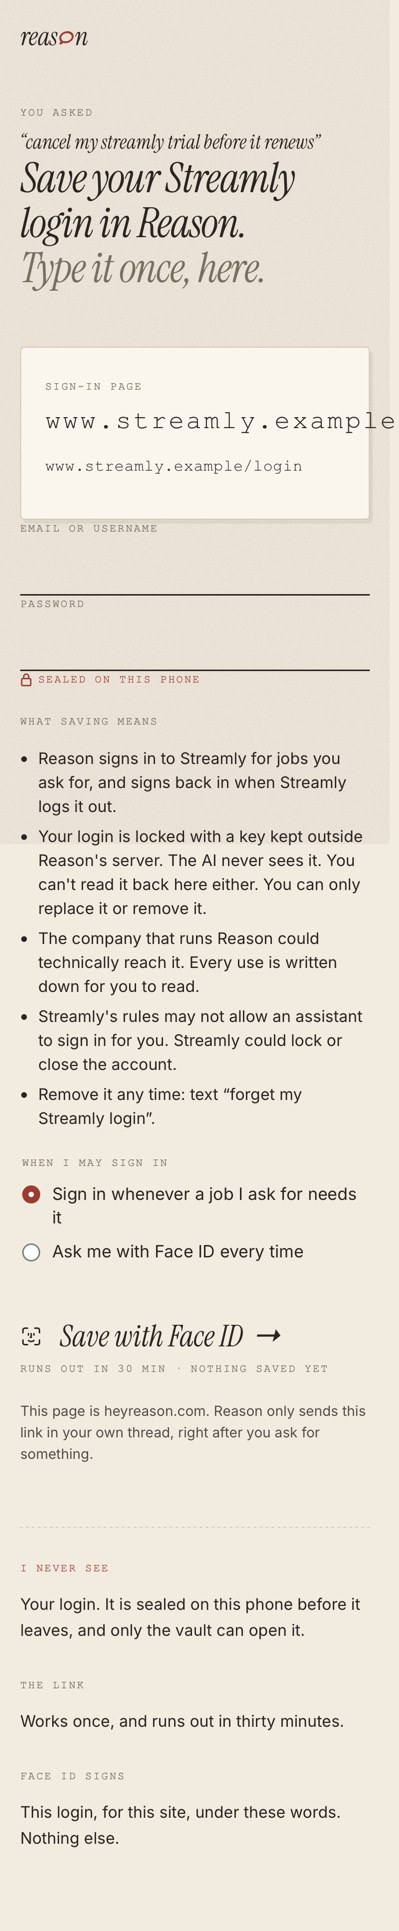 reason
YOU ASKED
“cancel my streamly trial before it renews”
Save your Streamly
login in Reason.
Type it once, here.
SIGN-IN PAGE
www.streamly.example
www.streamly.example/login
EMAIL OR USERNAME
PASSWORD
SEALED ON THIS PHONE
WHAT SAVING MEANS
• Reason signs in to Streamly for jobs you
ask for, and signs back in when Streamly
logs it out.
• Your login is locked with a key kept outside
Reason's server. The AI never sees it. You
can't read it back here either. You can only
replace it or remove it.
• The company that runs Reason could
technically reach it. Every use is written
down for you to read.
• Streamly's rules may not allow an assistant
to sign in for you. Streamly could lock or
close the account.
• Remove it any time: text “forget my
Streamly login”.
WHEN I MAY SIGN IN
Sign in whenever a job I ask for needs
it
Ask me with Face ID every time
Save with Face ID →
RUNS OUT IN 30 MIN · NOTHING SAVED YET
This page is heyreason.com. Reason only sends this
link in your own thread, right after you ask for
something.
I NEVER SEE
Your login. It is sealed on this phone before it
leaves, and only the vault can open it.
THE LINK
Works once, and runs out in thirty minutes.
FACE ID SIGNS
This login, for this site, under these words.
Nothing else.